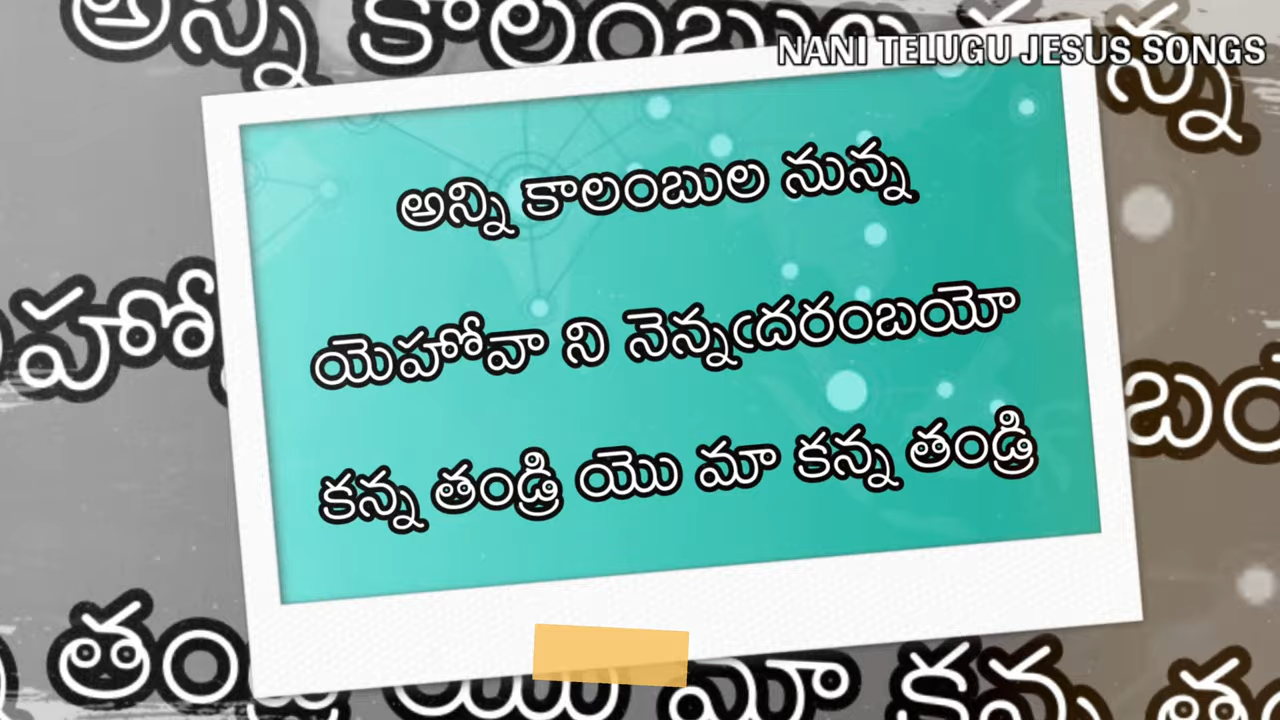 NANI TELUGU JESUS SONGS
అన్ని కాలంబుల నున్న
యెహోవా ని నెన్నఁదరంబయో
కన్న తండ్రి యొ మా కన్న తండ్రి